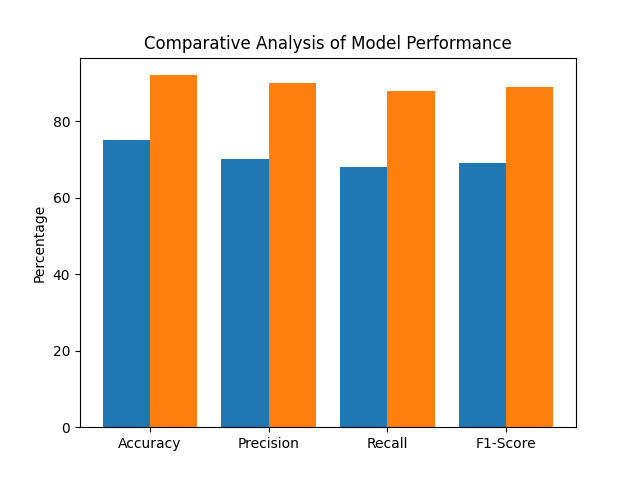 Comparative Analysis of Model Performance
Percentage
80
60
40
20
0
Accuracy Precision Recall F1-Score